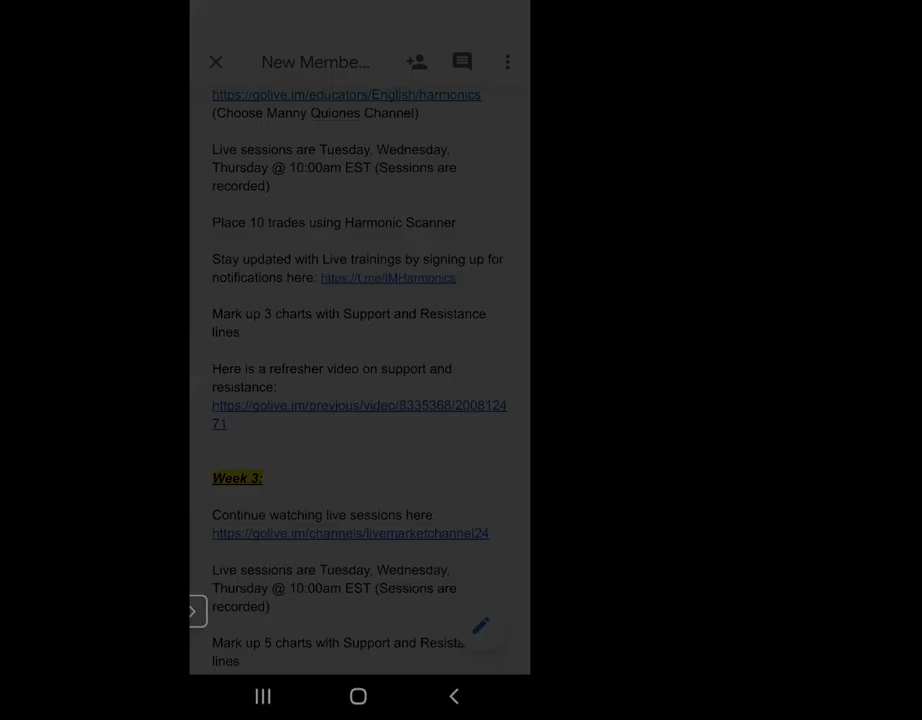 New Membe...
https://golive.im/educators/English/harmonics
(Choose Manny Quiones Channel)
Live sessions are Tuesday, Wednesday,
Thursday @ 10:00am EST (Sessions are
recorded)
Place 10 trades using Harmonic Scanner
Stay updated with Live trainings by signing up for
notifications here: https://t.me/IMHarmonics
Mark up 3 charts with Support and Resistance
lines
Here is a refresher video on support and
resistance:
https://golive.im/previous/video/8335368/2008124
71
Week 3:
Continue watching live sessions here
https://golive.im/channels/livemarketchannel24
Live sessions are Tuesday, Wednesday,
Thursday @ 10:00am EST (Sessions are
recorded)
Mark up 5 charts with Support and Resista
lines